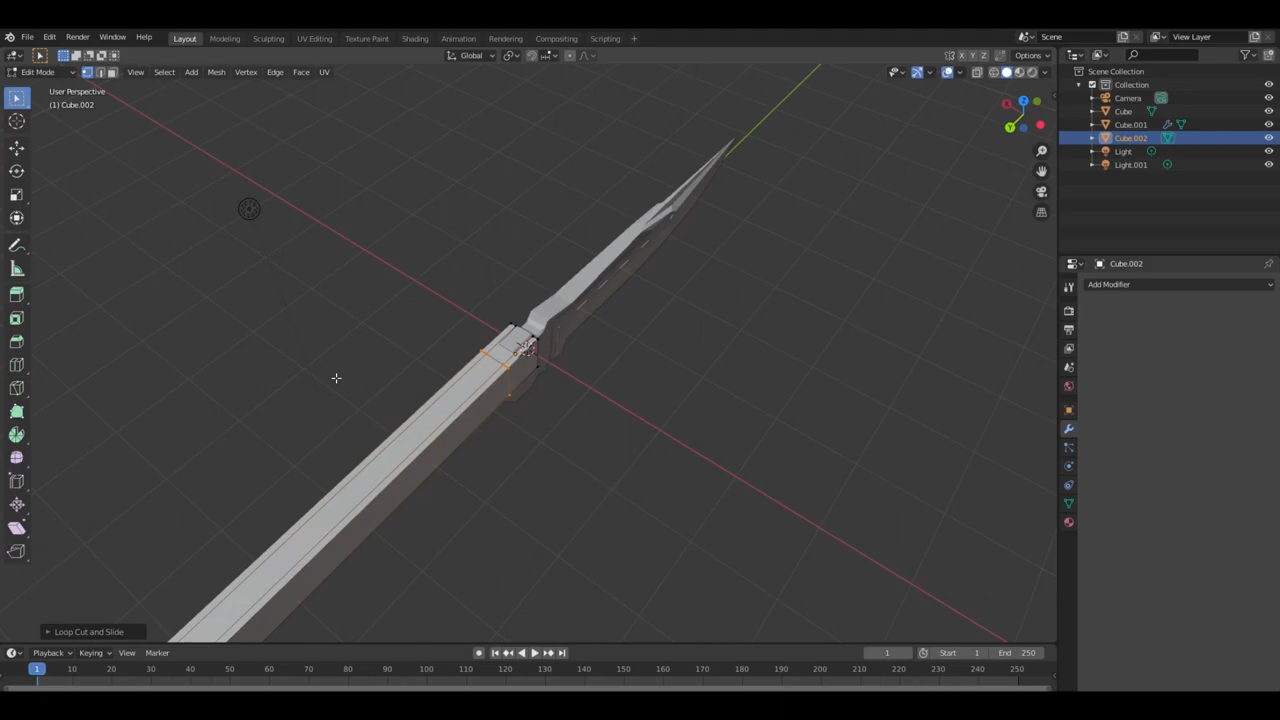 File Edit Render Window Help
Layout Modeling Sculpting UV Editing Texture Paint Shading Animation Rendering Compositing Scripting +
Scene
View Layer
Global
X Y Z Options
Edit Mode View Select Add Mesh Vertex Edge Face UV
User Perspective
(1) Cube.002
Z
X
Y
Scene Collection
Collection
Camera
Cube
Cube.001
Cube.002
Light
Light.001
Cube.002
Add Modifier
Loop Cut and Slide
Playback Keying View Marker
1 Start 1 End 250
1 10 20 30 40 50 60 70 80 90 100 110 120 130 140 150 160 170 180 190 200 210 220 230 240 250